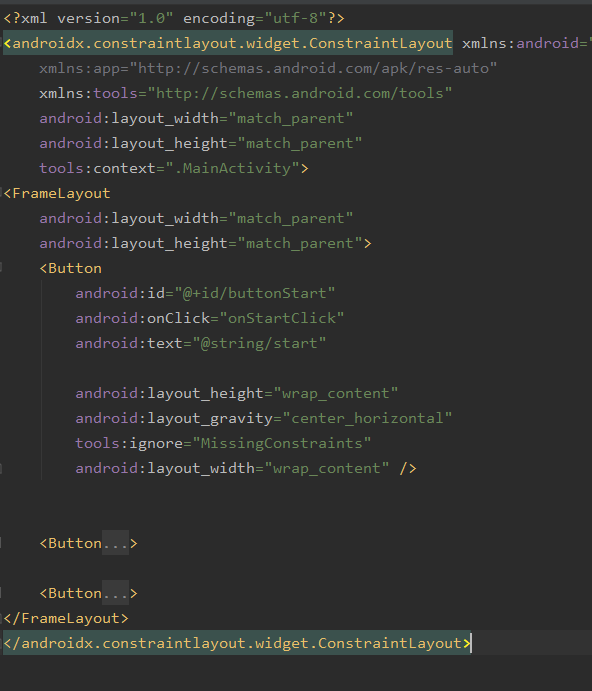 <?xml version="1.0" encoding="utf-8"?>
<androidx.constraintlayout.widget.ConstraintLayout xmlns:android="
    xmlns:app="http://schemas.android.com/apk/res-auto"
    xmlns:tools="http://schemas.android.com/tools"
    android:layout_width="match_parent"
    android:layout_height="match_parent"
    tools:context=".MainActivity">
<FrameLayout
    android:layout_width="match_parent"
    android:layout_height="match_parent">
    <Button
        android:id="@+id/buttonStart"
        android:onClick="onStartClick"
        android:text="@string/start"

        android:layout_height="wrap_content"
        android:layout_gravity="center_horizontal"
        tools:ignore="MissingConstraints"
        android:layout_width="wrap_content" />


    <Button...>

    <Button...>
</FrameLayout>
</androidx.constraintlayout.widget.ConstraintLayout>